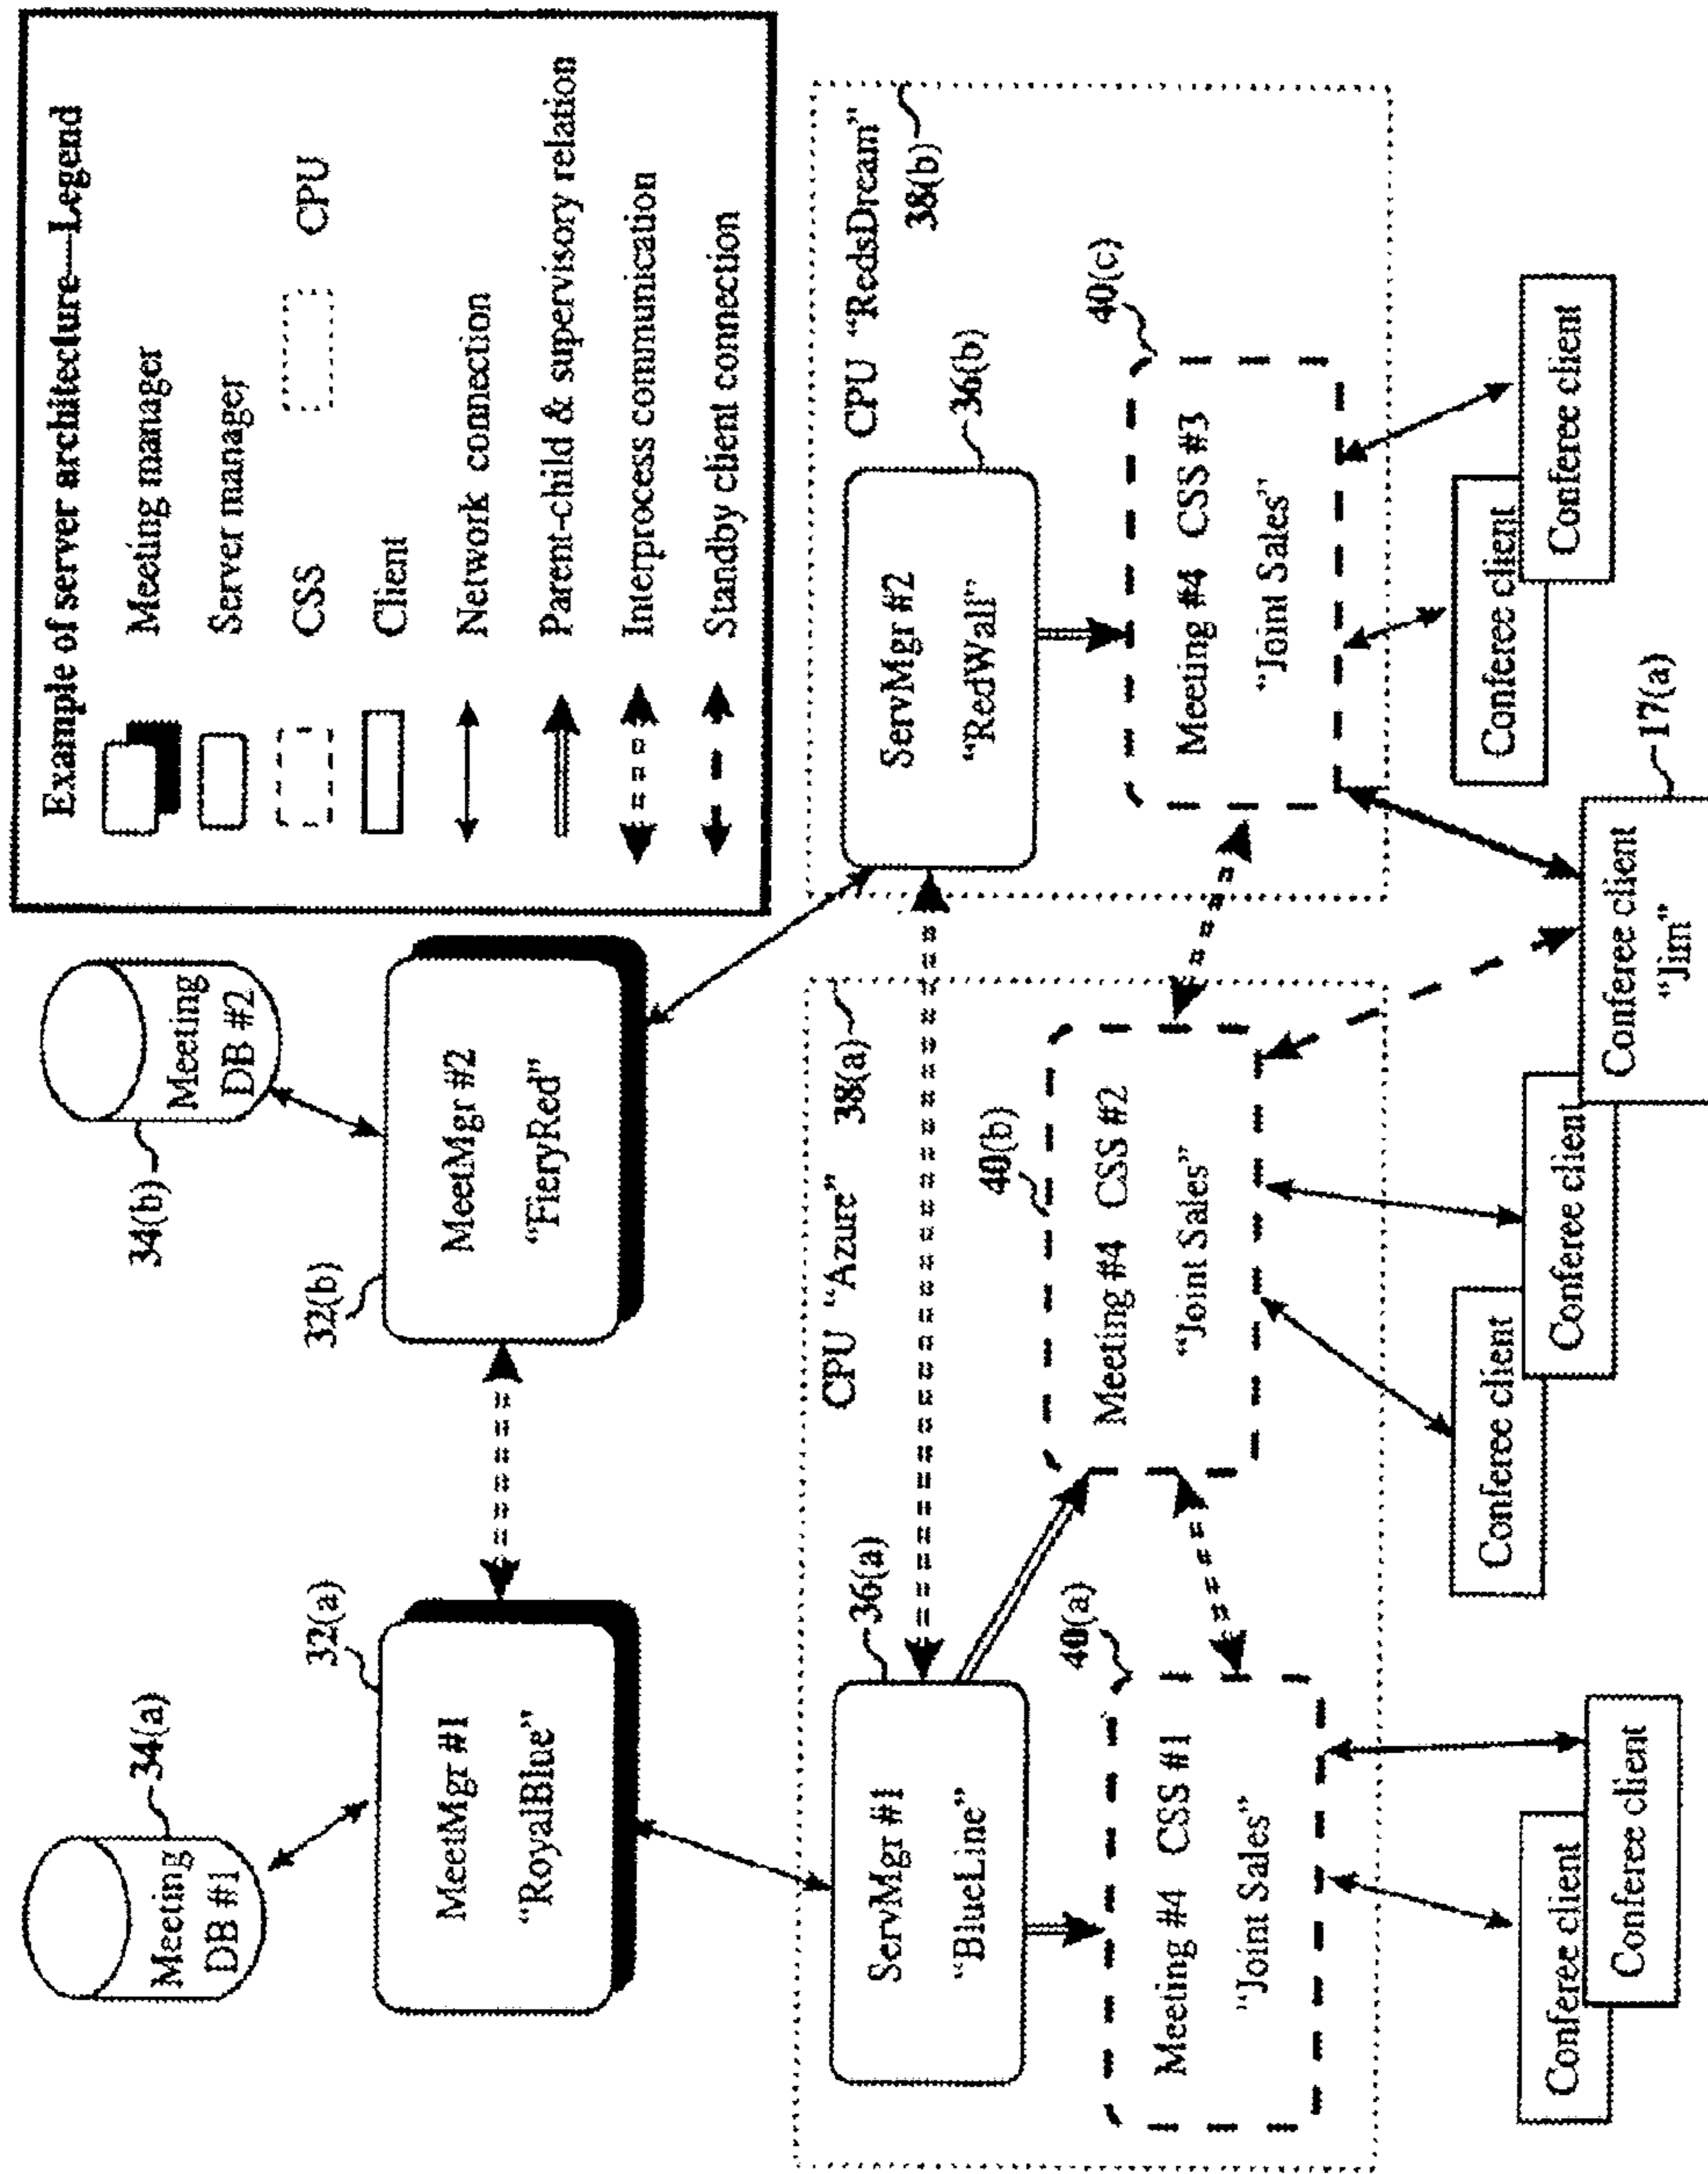 Example of server architecture—Legend
Meeting manager
Server manager
CSS
CPU
Client
Network connection
Parent-child & supervisory relation
Interprocess communication
Standby client connection
34(a)
Meeting
DB #1
34(b)
Meeting
DB #2
32(a)
MeetMgr #1
"RoyalBlue"
32(b)
MeetMgr #2
"FieryRed"
CPU "Azure"
38(a)
36(a)
ServMgr #1
"BlueLine"
40(a)
Meeting #4 CSS #1
"Joint Sales"
40(b)
Meeting #4 CSS #2
"Joint Sales"
CPU "RedsDream"
38(b)
36(b)
ServMgr #2
"RedWall"
40(c)
Meeting #4 CSS #3
"Joint Sales"
Conferee client
Conferee client
Conferee client
Conferee client
Conferee client
"Jim"
17(a)
Conferee client
Conferee client